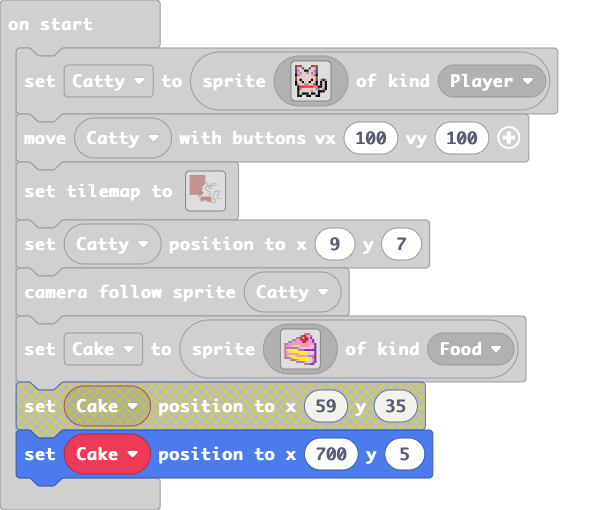 on start
set Catty to sprite of kind Player
move Catty with buttons vx 100 vy 100
set tilemap to
set Catty position to x 9 y 7
camera follow sprite Catty
set Cake to sprite of kind Food
set Cake position to x 59 y 35
set Cake position to x 700 y 5